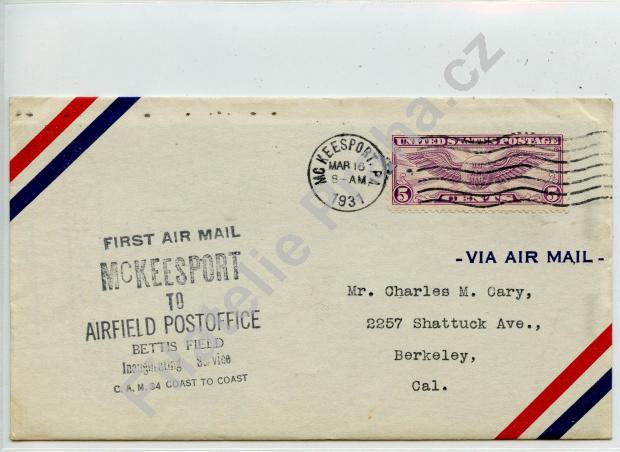 McKEESPORT, PA.
MAR 16
8-AM
1931
UNITED STATES POSTAGE
5 CENTS 5
FIRST AIR MAIL
McKEESPORT
TO
AIRFIELD POSTOFFICE
BETTIS FIELD
Inaugurating Service
C. A. M. 34 COAST TO COAST
- VIA AIR MAIL -
Mr. Charles M. Cary,
2257 Shattuck Ave.,
Berkeley,
Cal.
Filatelie Praha.cz